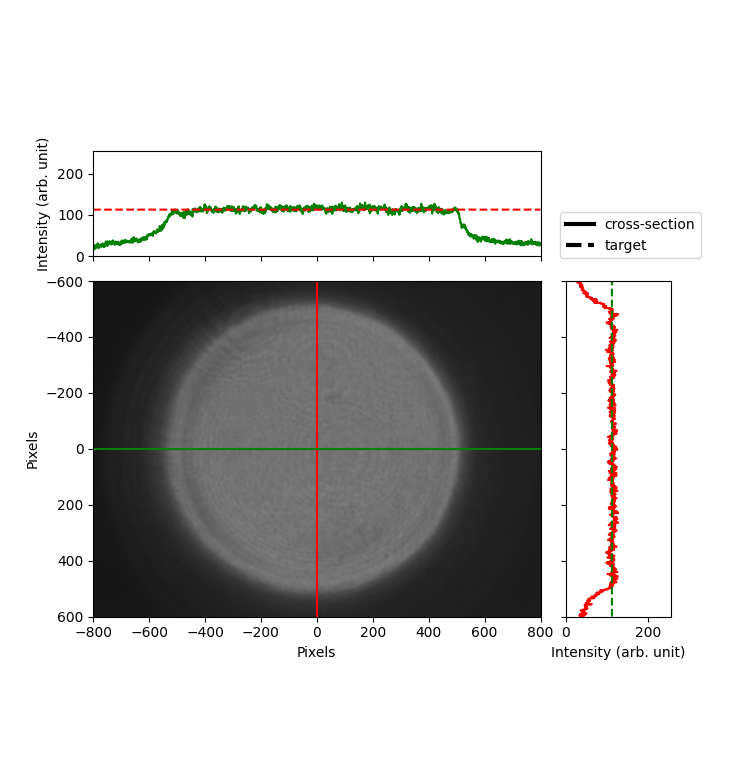 Intensity (arb. unit)
200
100
0
cross-section
target
−600
−400
−200
0
200
400
600
Pixels
−800 −600 −400 −200 0 200 400 600 800
Pixels
0 200
Intensity (arb. unit)